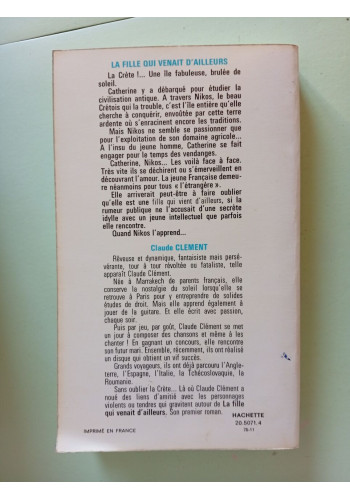 LA FILLE QUI VENAIT D'AILLEURS
La Crète !... Une île fabuleuse, brulée de
soleil.
Catherine y a débarqué pour étudier la
civilisation antique. A travers Nikos, le beau
Crétois qui la trouble, c'est l'île entière qu'elle
cherche à conquérir, envoûtée par cette terre
ardente où s'enracinent encore les traditions.
Mais Nikos ne semble se passionner que
pour l'exploitation de son domaine agricole...
A l'insu du jeune homme, Catherine se fait
engager pour le temps des vendanges.
Catherine, Nikos... Les voilà face à face.
Très vite ils se déchirent ou s'émerveillent en
découvrant l'amour. La jeune Française demeu-
re néanmoins pour tous « l'étrangère ».
Elle arriverait peut-être à faire oublier
qu'elle est une fille qui vient d'ailleurs, si la
rumeur publique ne l'accusait d'une secrète
idylle avec un jeune intellectuel que parfois
elle rencontre.
Quand Nikos l'apprend...
Claude CLEMENT
Rêveuse et dynamique, fantaisiste mais persé-
vérante, tour à tour révoltée ou fataliste, telle
apparaît Claude Clément.
Née à Marrakech de parents français, elle
conserve la nostalgie du soleil lorsqu'elle se
retrouve à Paris pour y entreprendre de solides
études de droit. Mais elle apprend également à
jouer de la guitare. Et elle écrit avec passion,
chaque soir.
Puis par jeu, par goût, Claude Clément se met
un jour à composer des chansons et même à les
chanter ! En gagnant un concours, elle rencontre
son futur mari. Ensemble, récemment, ils ont réalisé
un disque qui obtient un vif succès.
Grands voyageurs, ils ont déjà parcouru l'Angle-
terre, l'Espagne, l'Italie, la Tchécoslovaquie, la
Roumanie.
Sans oublier la Crète... Là où Claude Clément a
noué des liens d'amitié avec les personnages
violents ou tendres qui gravitent autour de La fille
qui venait d'ailleurs. Son premier roman.
HACHETTE
20.5071.4
76-11
IMPRIMÉ EN FRANCE